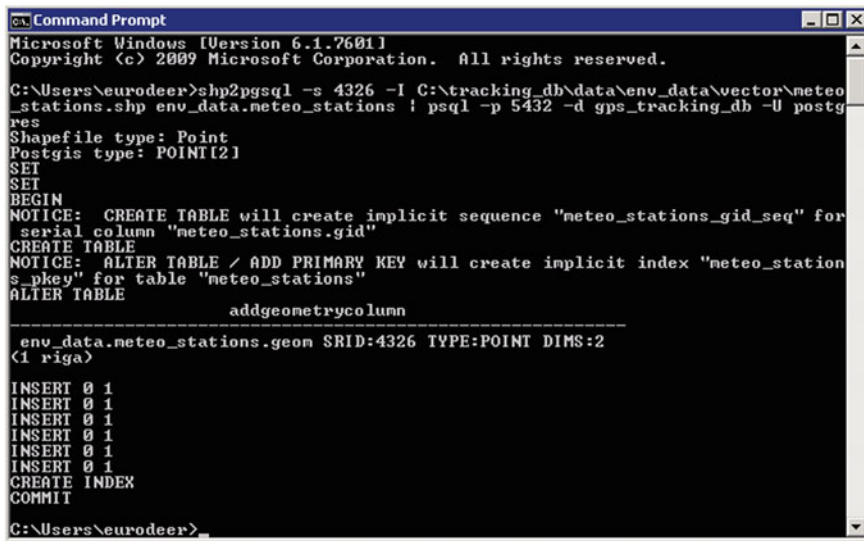 Command Prompt
Microsoft Windows [Version 6.1.7601]
Copyright (c) 2009 Microsoft Corporation.  All rights reserved.
C:\Users\eurodeer>shp2pgsql -s 4326 -I C:\tracking_db\data\env_data\vector\meteo
_stations.shp env_data.meteo_stations | psql -p 5432 -d gps_tracking_db -U postg
res
Shapefile type: Point
Postgis type: POINT[2]
SET
SET
BEGIN
NOTICE:  CREATE TABLE will create implicit sequence "meteo_stations_gid_seq" for
 serial column "meteo_stations.gid"
CREATE TABLE
NOTICE:  ALTER TABLE / ADD PRIMARY KEY will create implicit index "meteo_station
s_pkey" for table "meteo_stations"
ALTER TABLE
addgeometrycolumn
------------------------------------------------------------
env_data.meteo_stations.geom SRID:4326 TYPE:POINT DIMS:2
(1 riga)
INSERT 0 1
INSERT 0 1
INSERT 0 1
INSERT 0 1
INSERT 0 1
INSERT 0 1
CREATE INDEX
COMMIT
C:\Users\eurodeer>_